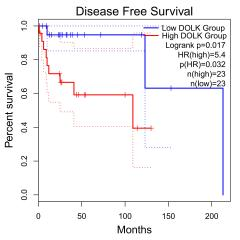 Disease Free Survival
Low DOLK Group
High DOLK Group
Logrank p=0.017
HR(high)=5.4
p(HR)=0.032
n(high)=23
n(low)=23
Percent survival
1.0
0.8
0.6
0.4
0.2
0.0
0
50
100
150
200
Months